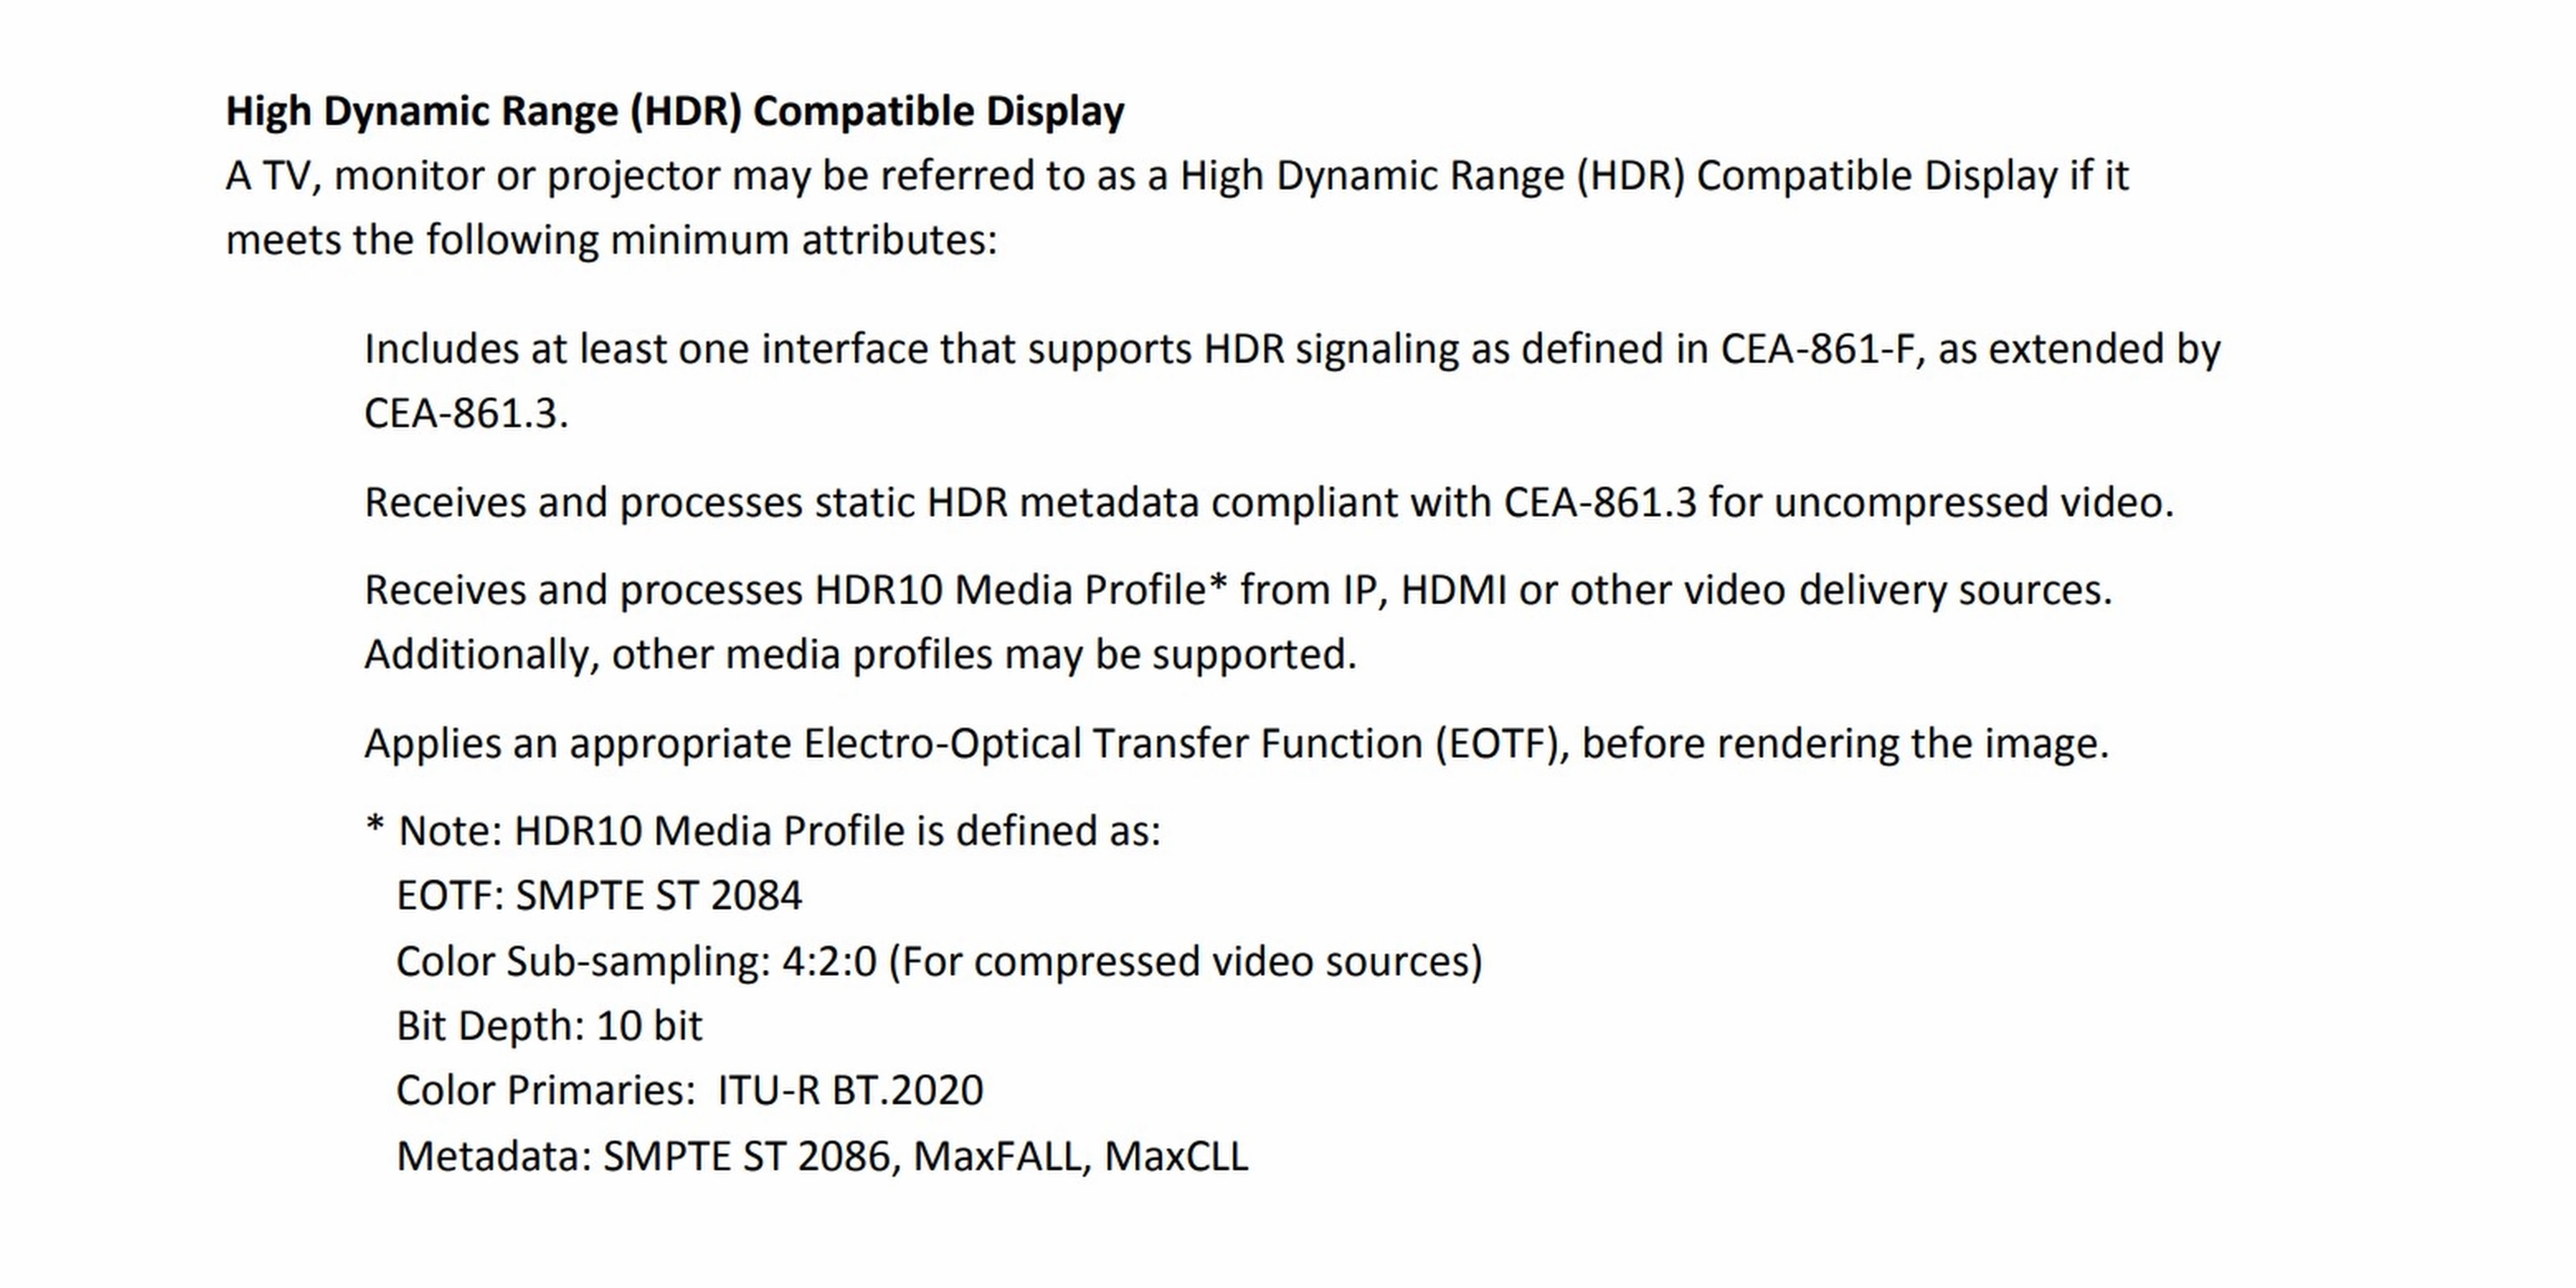 High Dynamic Range (HDR) Compatible Display
A TV, monitor or projector may be referred to as a High Dynamic Range (HDR) Compatible Display if it
meets the following minimum attributes:
Includes at least one interface that supports HDR signaling as defined in CEA-861-F, as extended by
CEA-861.3.
Receives and processes static HDR metadata compliant with CEA-861.3 for uncompressed video.
Receives and processes HDR10 Media Profile* from IP, HDMI or other video delivery sources.
Additionally, other media profiles may be supported.
Applies an appropriate Electro-Optical Transfer Function (EOTF), before rendering the image.
* Note: HDR10 Media Profile is defined as:
EOTF: SMPTE ST 2084
Color Sub-sampling: 4:2:0 (For compressed video sources)
Bit Depth: 10 bit
Color Primaries:  ITU-R BT.2020
Metadata: SMPTE ST 2086, MaxFALL, MaxCLL